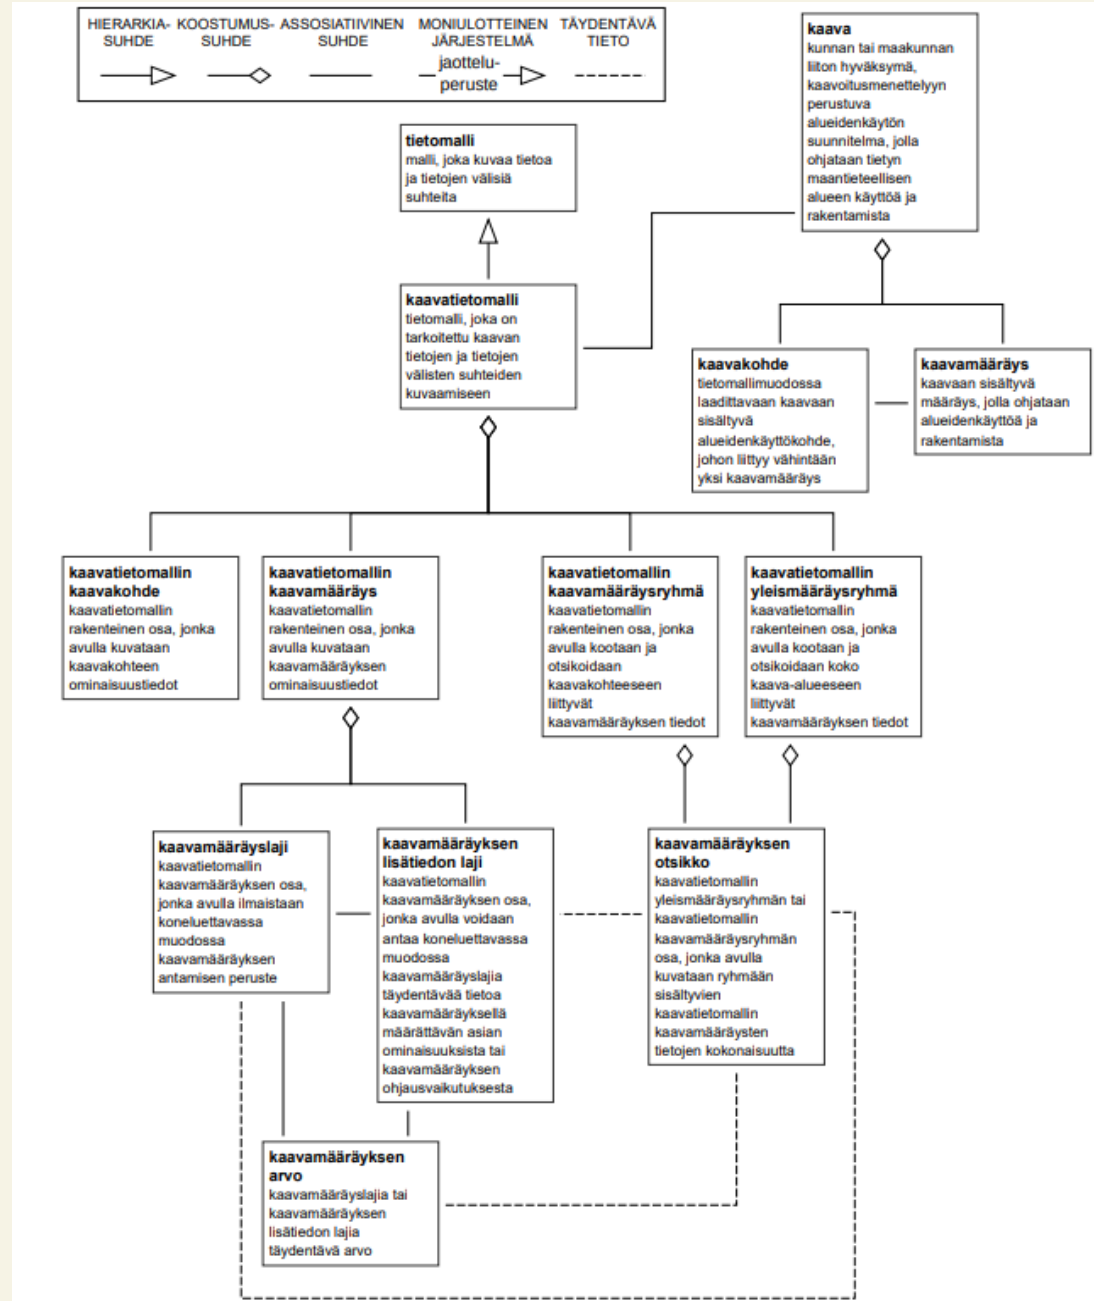 HIERARKIA-
SUHDE
KOOSTUMUS-
SUHDE
ASSOSIATIIVINEN
SUHDE
MONIULOTTEINEN
JÄRJESTELMÄ
jaottelu-
peruste
TÄYDENTÄVÄ
TIETO
kaava
kunnan tai maakunnan
liiton hyväksymä,
kaavoitusmenettelyyn
perustuva
alueidenkäytön
suunnitelma, jolla
ohjataan tietyn
maantieteellisen
alueen käyttöä ja
rakentamista
tietomalli
malli, joka kuvaa tietoa
ja tietojen välisiä
suhteita
kaavatietomalli
tietomalli, joka on
tarkoitettu kaavan
tietojen ja tietojen
välisten suhteiden
kuvaamiseen
kaavakohde
tietomallimuodossa
laadittavaan kaavaan
sisältyvä
alueidenkäyttökohde,
johon liittyy vähintään
yksi kaavamääräys
kaavamääräys
kaavaan sisältyvä
määräys, jolla ohjataan
alueidenkäyttöä ja
rakentamista
kaavatietomallin
kaavakohde
kaavatietomallin
rakenteinen osa, jonka
avulla kuvataan
kaavakohteen
ominaisuustiedot
kaavatietomallin
kaavamääräys
kaavatietomallin
rakenteinen osa, jonka
avulla kuvataan
kaavamääräyksen
ominaisuustiedot
kaavatietomallin
kaavamääräysryhmä
kaavatietomallin
rakenteinen osa, jonka
avulla kootaan ja
otsikoidaan
kaavakohteeseen
liittyvät
kaavamääräyksen tiedot
kaavatietomallin
yleismääräysryhmä
kaavatietomallin
rakenteinen osa, jonka
avulla kootaan ja
otsikoidaan koko
kaava-alueeseen
liittyvät
kaavamääräyksen tiedot
kaavamääräyslaji
kaavatietomallin
kaavamääräyksen osa,
jonka avulla ilmaistaan
koneluettavassa
muodossa
kaavamääräyksen
antamisen peruste
kaavamääräyksen
lisätiedon laji
kaavatietomallin
kaavamääräyksen osa,
jonka avulla voidaan
antaa koneluettavassa
muodossa
kaavamääräyslajia
täydentävää tietoa
kaavamääräyksellä
määrättävän asian
ominaisuuksista tai
kaavamääräyksen
ohjausvaikutuksesta
kaavamääräyksen
otsikko
kaavatietomallin
yleismääräysryhmän tai
kaavatietomallin
kaavamääräysryhmän
osa, jonka avulla
kuvataan ryhmään
sisältyvien
kaavatietomallin
kaavamääräysten
tietojen kokonaisuutta
kaavamääräyksen
arvo
kaavamääräyslajia tai
kaavamääräyksen
lisätiedon lajia
täydentävä arvo